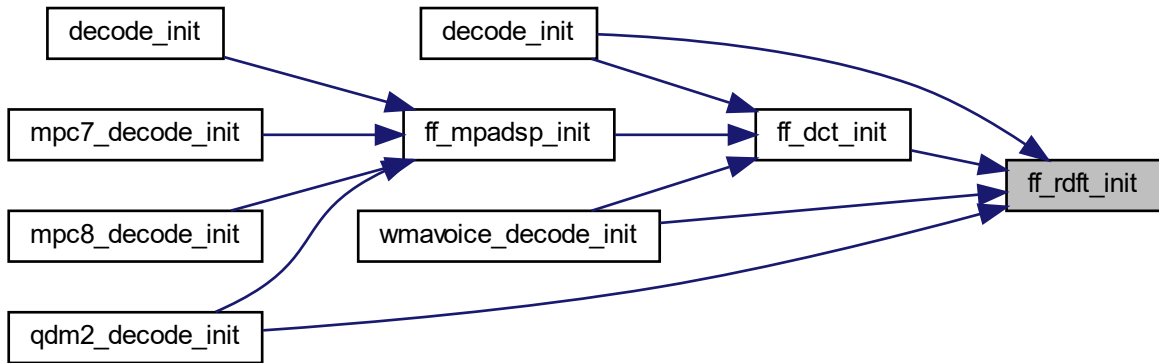 decode_init
decode_init
mpc7_decode_init
ff_mpadsp_init
ff_dct_init
ff_rdft_init
mpc8_decode_init
wmavoice_decode_init
qdm2_decode_init